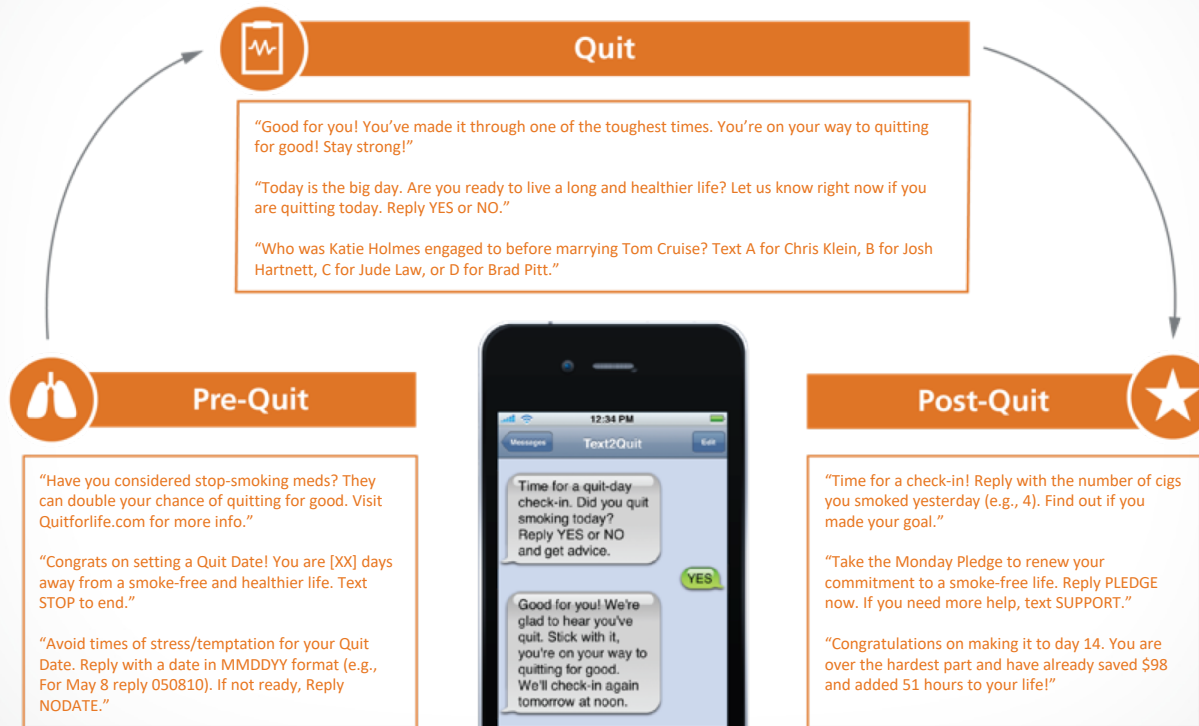 Quit
“Good for you! You’ve made it through one of the toughest times. You’re on your way to quitting
for good! Stay strong!”
“Today is the big day. Are you ready to live a long and healthier life? Let us know right now if you
are quitting today. Reply YES or NO.”
“Who was Katie Holmes engaged to before marrying Tom Cruise? Text A for Chris Klein, B for Josh
Hartnett, C for Jude Law, or D for Brad Pitt.”
Pre-Quit
“Have you considered stop-smoking meds? They
can double your chance of quitting for good. Visit
Quitforlife.com for more info.”
“Congrats on setting a Quit Date! You are [XX] days
away from a smoke-free and healthier life. Text
STOP to end.”
“Avoid times of stress/temptation for your Quit
Date. Reply with a date in MMDDYY format (e.g.,
For May 8 reply 050810). If not ready, Reply
NODATE.”
12:34 PM
Messages
Text2Quit
Edit
Time for a quit-day
check-in. Did you quit
smoking today?
Reply YES or NO
and get advice.
YES
Good for you! We're
glad to hear you've
quit. Stick with it,
you're on your way to
quitting for good.
We'll check-in again
tomorrow at noon.
Post-Quit
“Time for a check-in! Reply with the number of cigs
you smoked yesterday (e.g., 4). Find out if you
made your goal.”
“Take the Monday Pledge to renew your
commitment to a smoke-free life. Reply PLEDGE
now. If you need more help, text SUPPORT.”
“Congratulations on making it to day 14. You are
over the hardest part and have already saved $98
and added 51 hours to your life!”